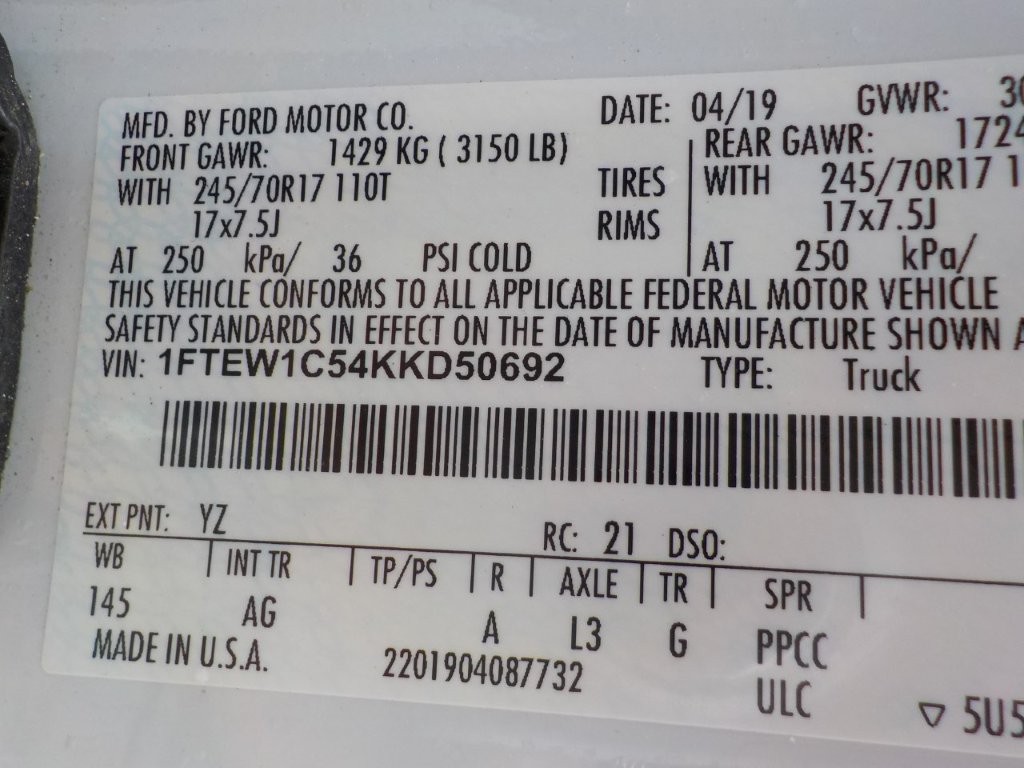 MFD. BY FORD MOTOR CO. DATE: 04/19 GVWR: 30
FRONT GAWR: 1429 KG ( 3150 LB) REAR GAWR: 1724
WITH 245/70R17 110T TIRES WITH 245/70R17 1
17x7.5J RIMS 17x7.5J
AT 250 kPa/ 36 PSI COLD AT 250 kPa/
THIS VEHICLE CONFORMS TO ALL APPLICABLE FEDERAL MOTOR VEHICLE
SAFETY STANDARDS IN EFFECT ON THE DATE OF MANUFACTURE SHOWN A
VIN: 1FTEW1C54KKD50692 TYPE: Truck
EXT PNT: YZ RC: 21 DSO:
WB INT TR TP/PS R AXLE TR SPR
145 AG A L3 G PPCC
MADE IN U.S.A. 2201904087732 ULC ▽ 5U5